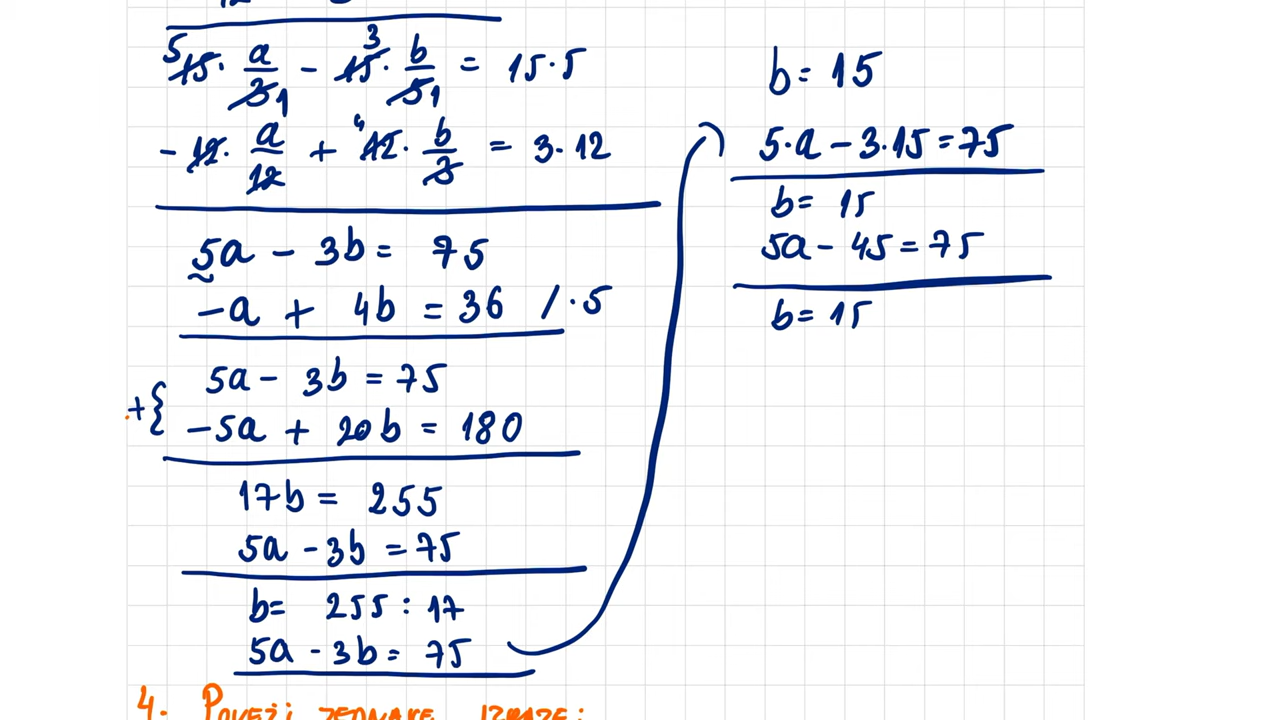 15 · a/3 - 15 · b/5 = 15 · 5
- 12 · a/12 + 12 · b/3 = 3 · 12
5a - 3b = 75
-a + 4b = 36 / · 5
5a - 3b = 75
+{ -5a + 20b = 180
17b = 255
5a - 3b = 75
b = 255 : 17
5a - 3b = 75
b = 15
5 · a - 3 · 15 = 75
b = 15
5a - 45 = 75
b = 15
4.